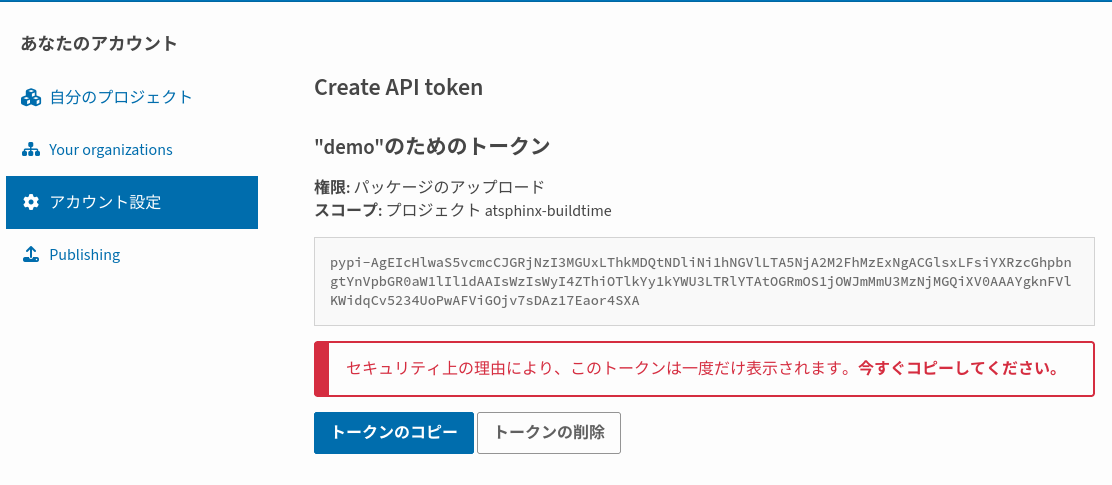 あなたのアカウント
自分のプロジェクト
Your organizations
アカウント設定
Publishing
Create API token
"demo"のためのトークン
権限: パッケージのアップロード
スコープ: プロジェクト atsphinx-buildtime
pypi-AgEIcHlwaS5vcmcCJGRjNzI3MGUxLThkMDQtNDliNi1hNGVlLTA5NjA2M2FhMzExNgACGlsxLFsiYXRzcGhpbn
gtYnVpbGR0aW1lIl1dAAIsWzIsWyI4ZThiOTlkYy1kYWU3LTRlYTAtOGRmOS1jOWJmMmU3MzNjMGQiXV0AAAYgknFVl
KWidqCv5234UoPwAFViGOjv7sDAz17Eaor4SXA
セキュリティ上の理由により、このトークンは一度だけ表示されます。今すぐコピーしてください。
トークンのコピー
トークンの削除